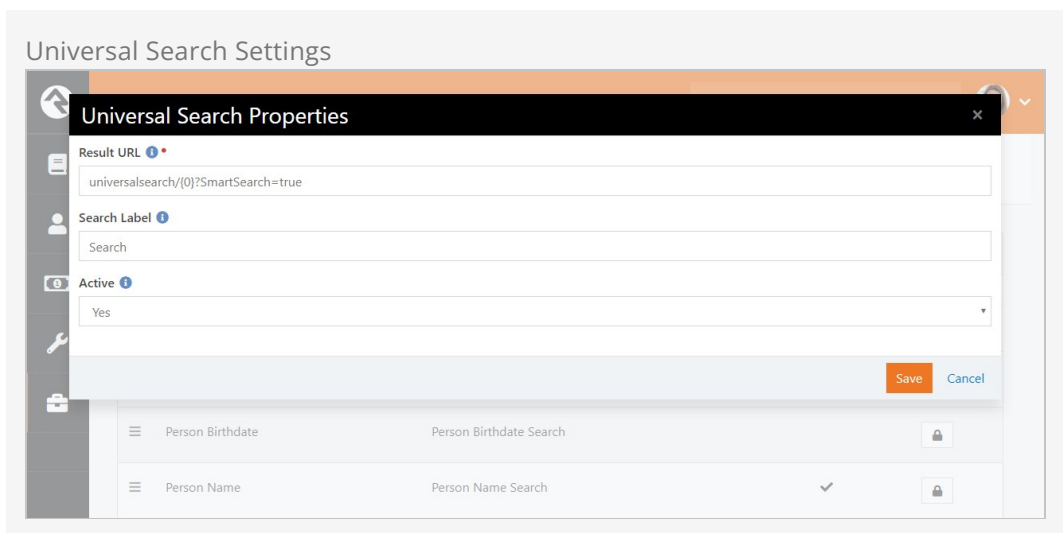 Universal Search Settings
Universal Search Properties
Result URL
universalsearch/{0}?SmartSearch=true
Search Label
Search
Active
Yes
Save Cancel
Person Birthdate Person Birthdate Search
Person Name Person Name Search